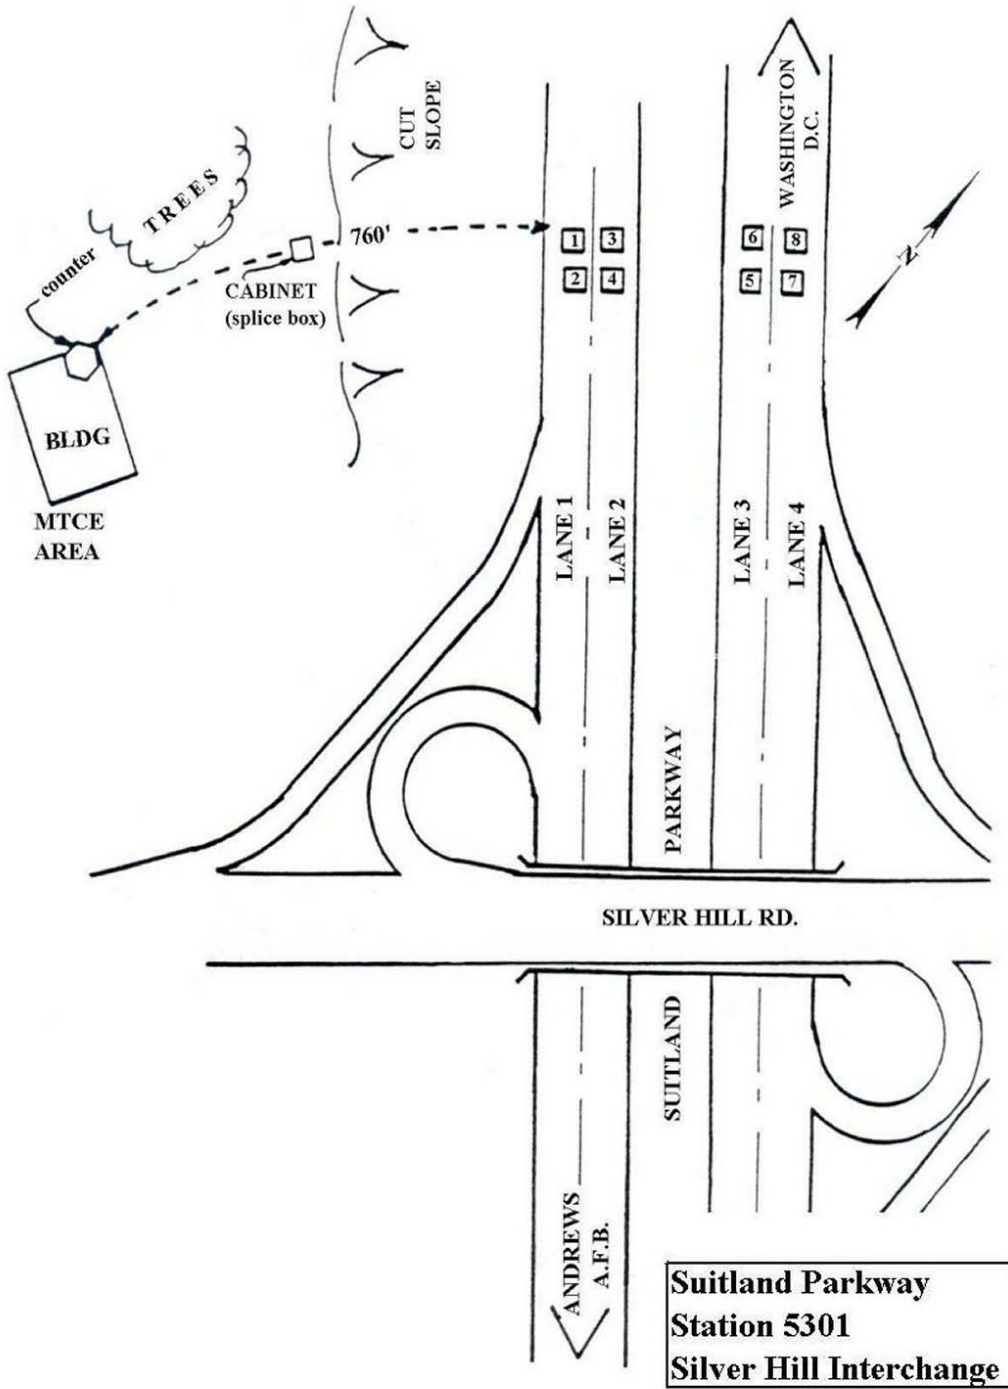 WASHINGTON
D.C.
CUT
SLOPE
TREES
counter
760'
CABINET
(splice box)
1
3
2
4
6
8
5
7
N
BLDG
MTCE
AREA
LANE 1
LANE 2
LANE 3
LANE 4
PARKWAY
SILVER HILL RD.
SUITLAND
ANDREWS
A.F.B.
Suitland Parkway
Station 5301
Silver Hill Interchange